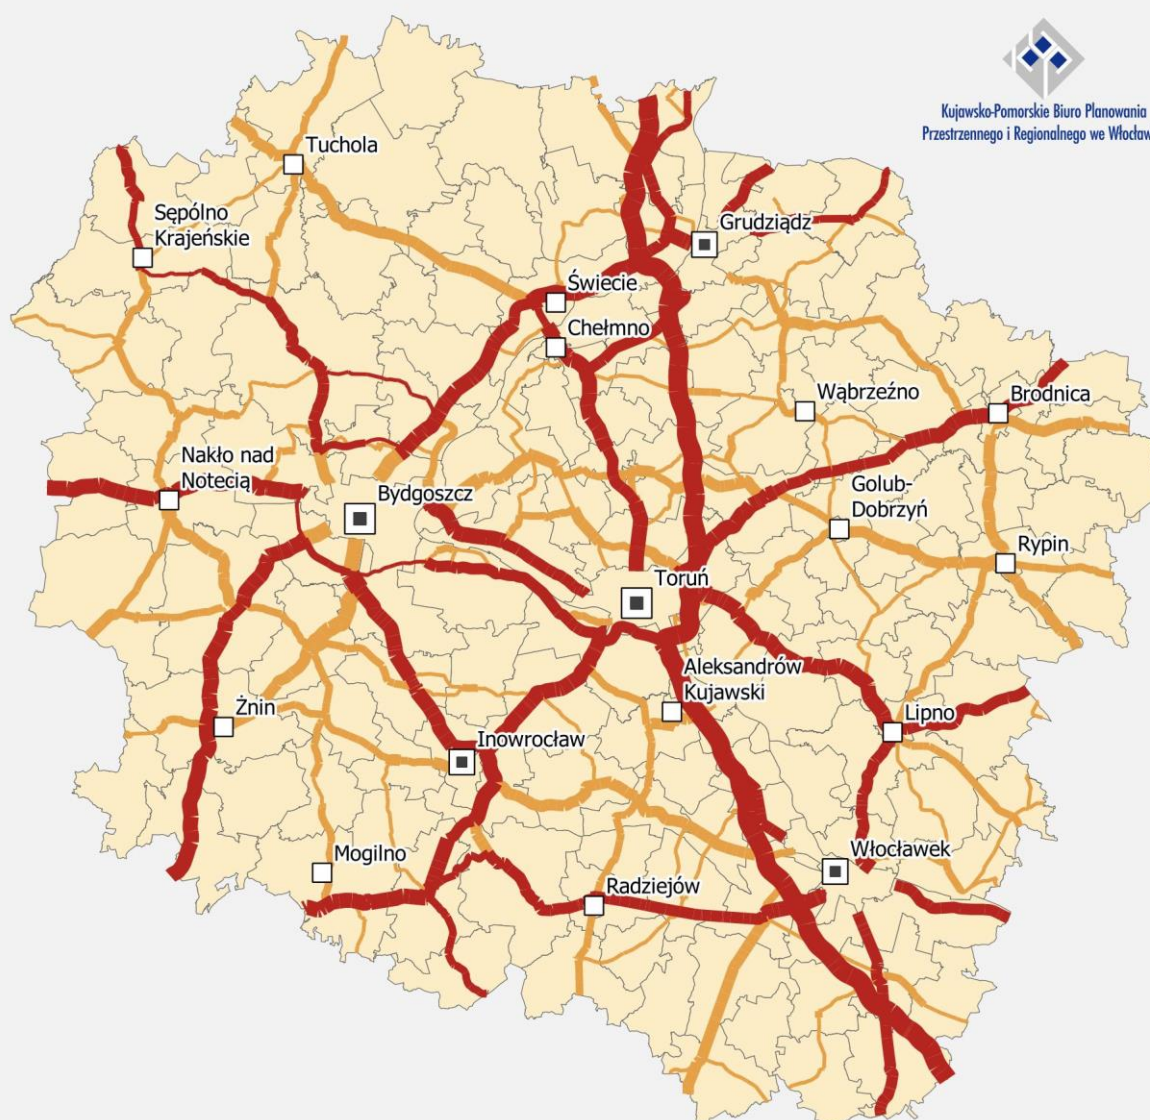 Kujawsko-Pomorskie Biuro Planowania
Przestrzennego i Regionalnego we
Tuchola
Sępólno
Krajeńskie
Grudziądz
Świecie
Chełmno
Wąbrzeźno
Brodnica
Nakło nad
Notecią
Bydgoszcz
Golub-
Dobrzyń
Rypin
Toruń
Aleksandrów
Kujawski
Żnin
Lipno
Inowrocław
Mogilno
Włocławek
Radziejów